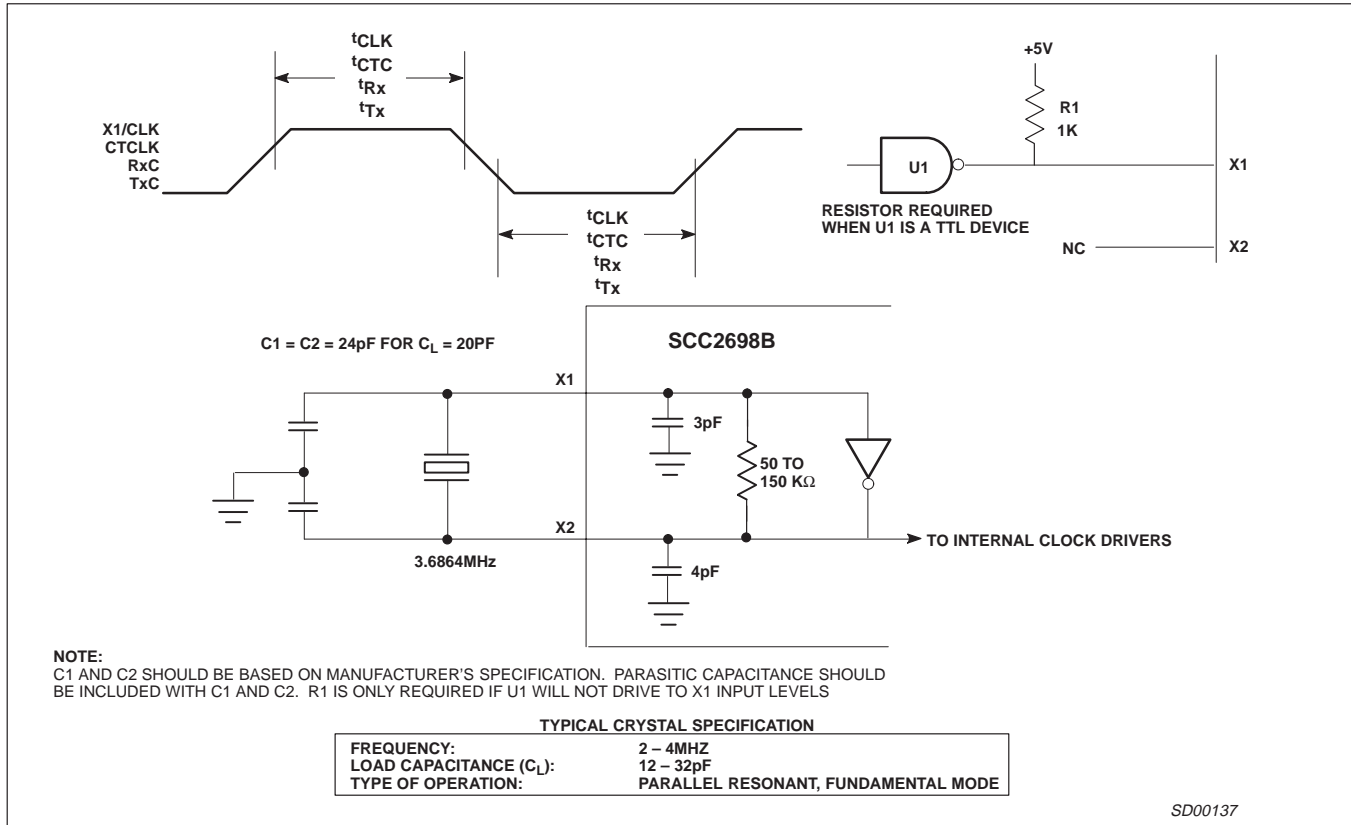 tCLK
tCTC
tRx
tTx
X1/CLK
CTCLK
RxC
TxC
tCLK
tCTC
tRx
tTx
+5V
R1
1K
U1
X1
RESISTOR REQUIRED
WHEN U1 IS A TTL DEVICE
NC
X2
C1 = C2 = 24pF FOR CL = 20PF
SCC2698B
X1
3pF
50 TO
150 KΩ
X2
TO INTERNAL CLOCK DRIVERS
3.6864MHz
4pF
NOTE:
C1 AND C2 SHOULD BE BASED ON MANUFACTURER'S SPECIFICATION. PARASITIC CAPACITANCE SHOULD
BE INCLUDED WITH C1 AND C2. R1 IS ONLY REQUIRED IF U1 WILL NOT DRIVE TO X1 INPUT LEVELS
TYPICAL CRYSTAL SPECIFICATION
FREQUENCY: 2 – 4MHZ
LOAD CAPACITANCE (CL): 12 – 32pF
TYPE OF OPERATION: PARALLEL RESONANT, FUNDAMENTAL MODE
SD00137